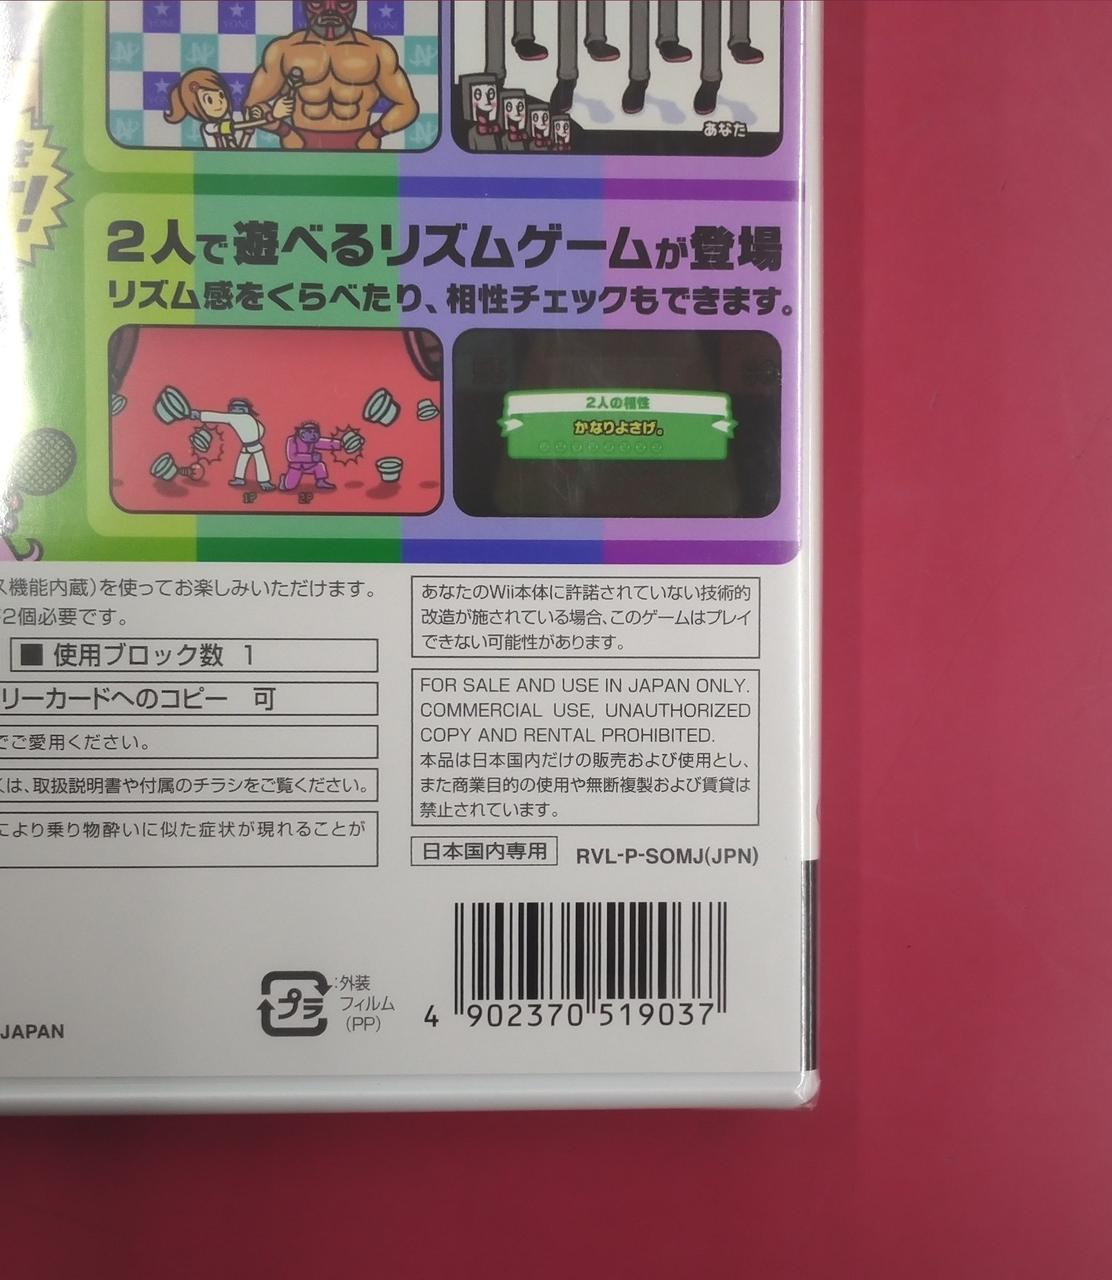 YONE
YONE
あなた
を
!
2人で遊べるリズムゲームが登場
リズム感をくらべたり、相性チェックもできます。
1P 2P
2人の相性
かなりよさげ。
ス機能内蔵)を使ってお楽しみいただけます。
2個必要です。
■ 使用ブロック数 1
リーカードへのコピー 可
でご愛用ください。
くは、取扱説明書や付属のチラシをご覧ください。
により乗り物酔いに似た症状が現れることが
あなたのWii本体に許諾されていない技術的
改造が施されている場合、このゲームはプレイ
できない可能性があります。
FOR SALE AND USE IN JAPAN ONLY.
COMMERCIAL USE, UNAUTHORIZED
COPY AND RENTAL PROHIBITED.
本品は日本国内だけの販売および使用とし、
また商業目的の使用や無断複製および賃貸は
禁止されています。
日本国内専用 RVL-P-SOMJ(JPN)
プラ
:外装
フィルム
(PP)
4 902370 519037
JAPAN